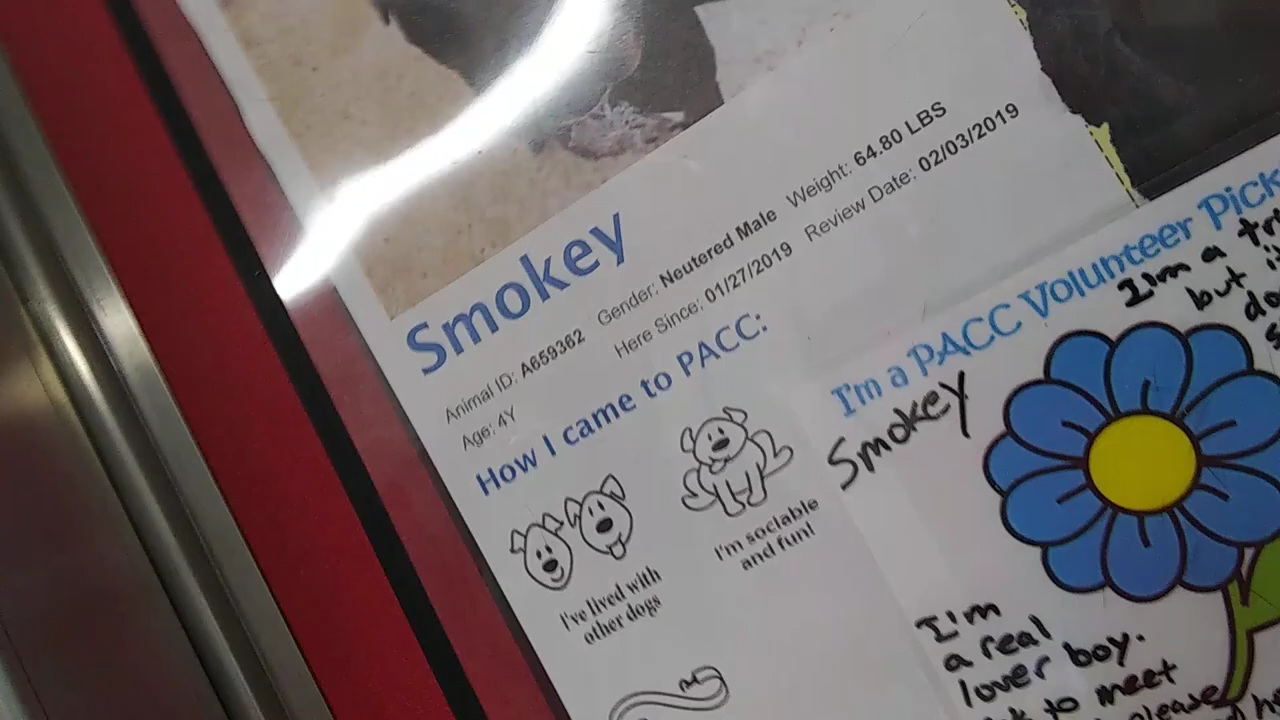 Smokey
Animal ID: A659362 Gender: Neutered Male Weight: 64.80 LBS
Age: 4Y Here Since: 01/27/2019 Review Date: 02/03/2019
How I came to PACC:
I've lived with
other dogs
I'm sociable
and fun!
I'm a PACC Volunteer Pick
Smokey
I'm a
but
I'm
a real
lover boy.
to meet
please